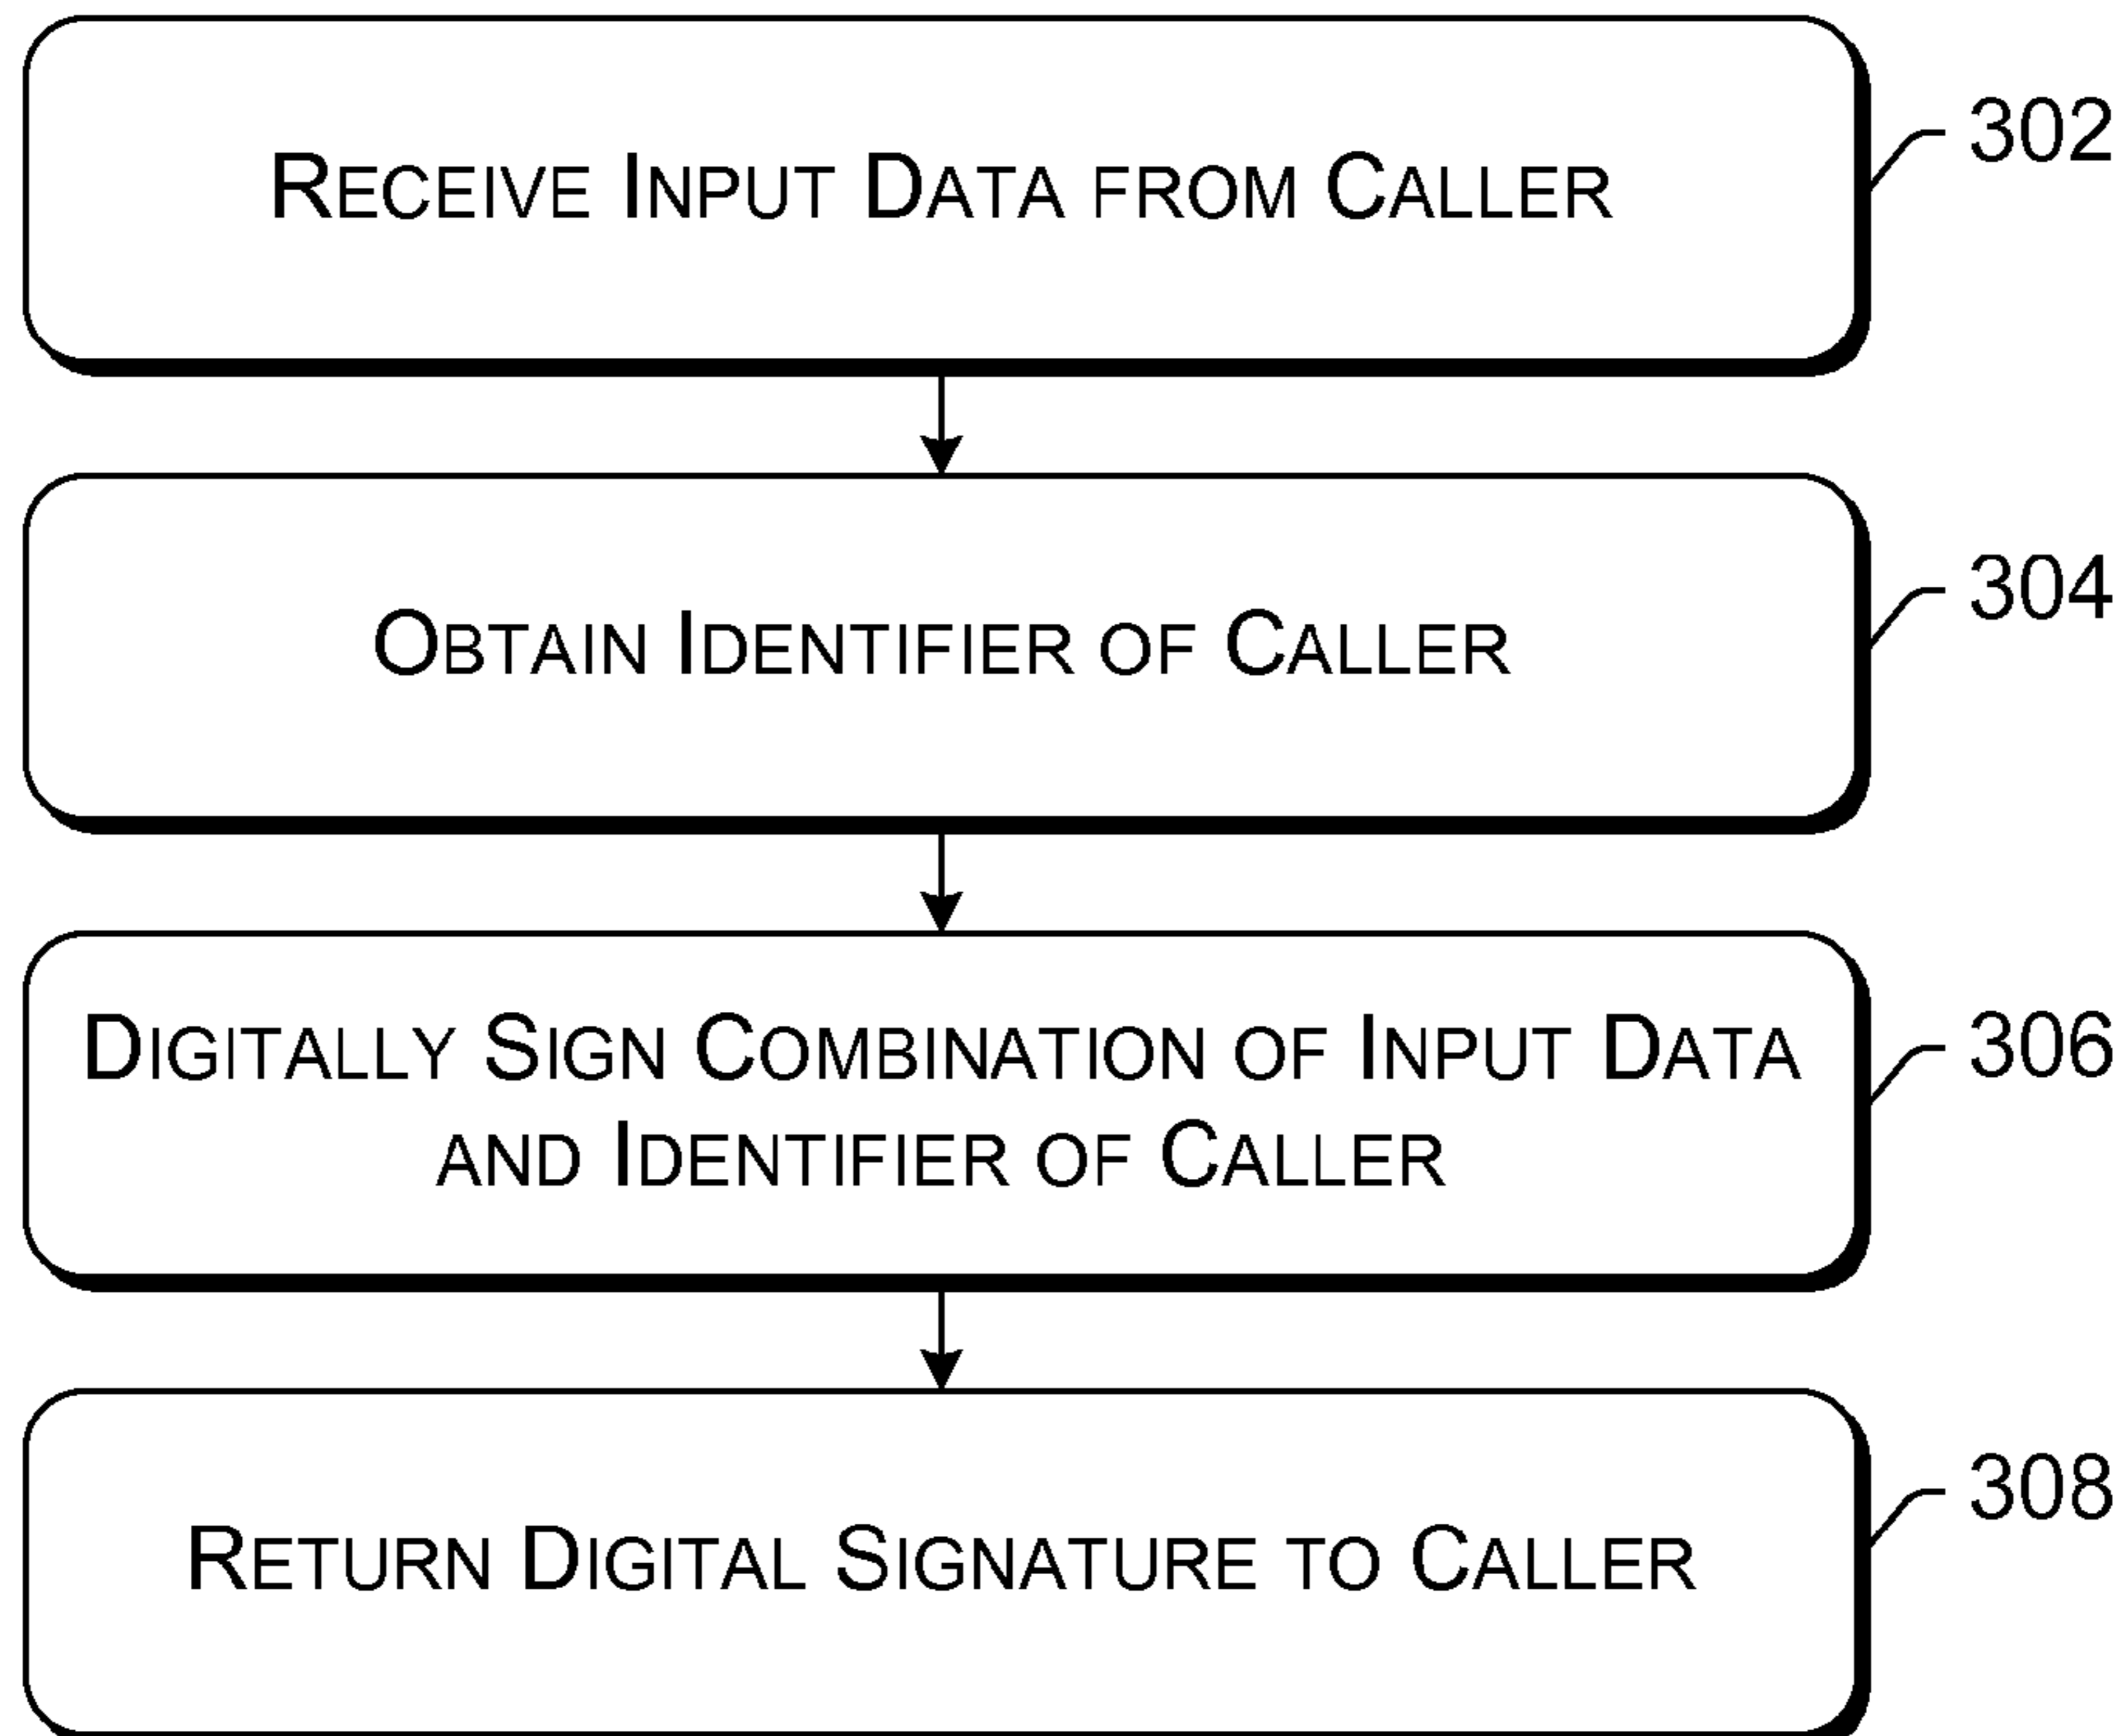 RECEIVE INPUT DATA FROM CALLER
302
OBTAIN IDENTIFIER OF CALLER
304
DIGITALLY SIGN COMBINATION OF INPUT DATA
AND IDENTIFIER OF CALLER
306
RETURN DIGITAL SIGNATURE TO CALLER
308